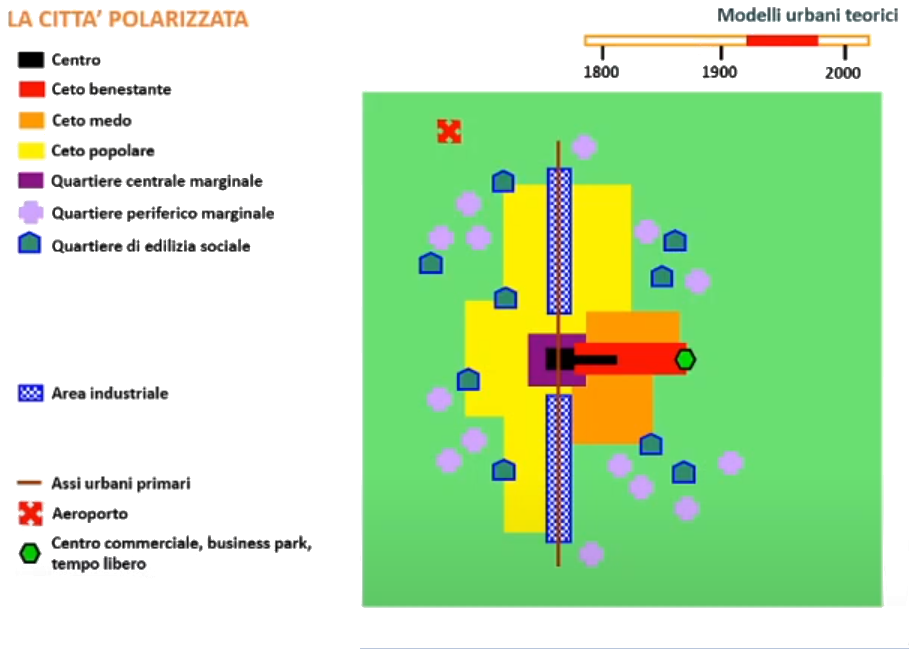 LA CITTA' POLARIZZATA
Modelli urbani teorici
1800 1900 2000
Centro
Ceto benestante
Ceto medo
Ceto popolare
Quartiere centrale marginale
Quartiere periferico marginale
Quartiere di edilizia sociale
Area industriale
Assi urbani primari
Aeroporto
Centro commerciale, business park,
tempo libero